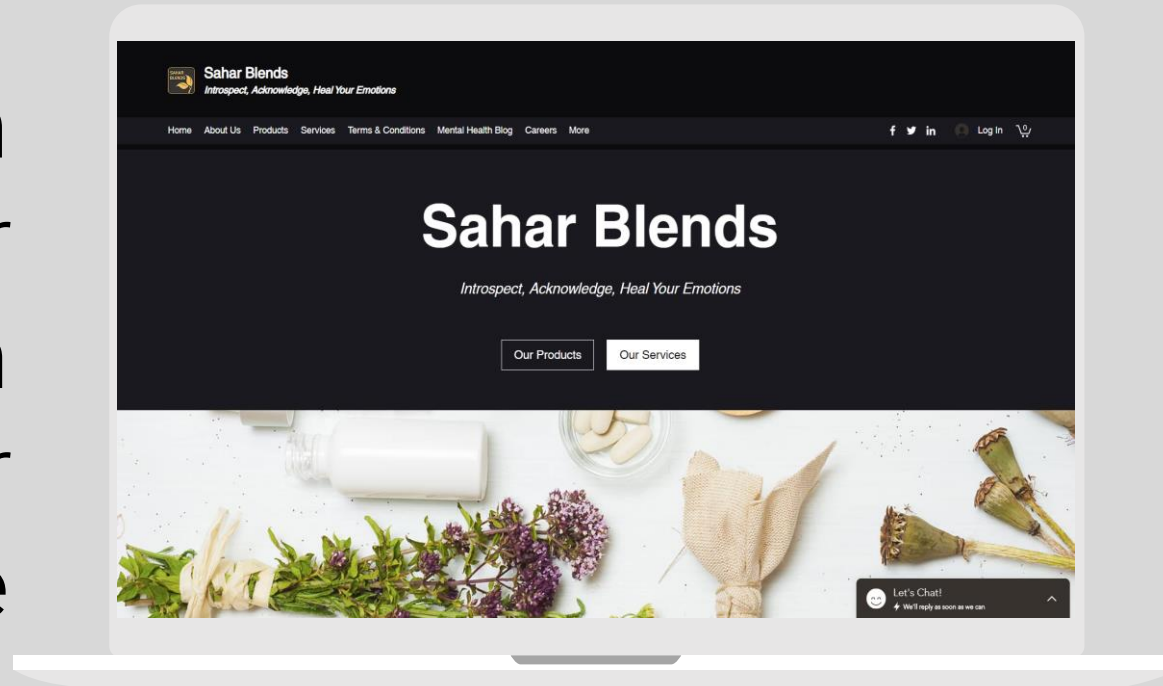 Sahar Blends
Introspect, Acknowledge, Heal Your Emotions
Home About Us Products Services Terms & Conditions Mental Health Blog Careers More
Log In 0
Sahar Blends
Introspect, Acknowledge, Heal Your Emotions
Our Products Our Services
Let's Chat!
We'll reply as soon as we can